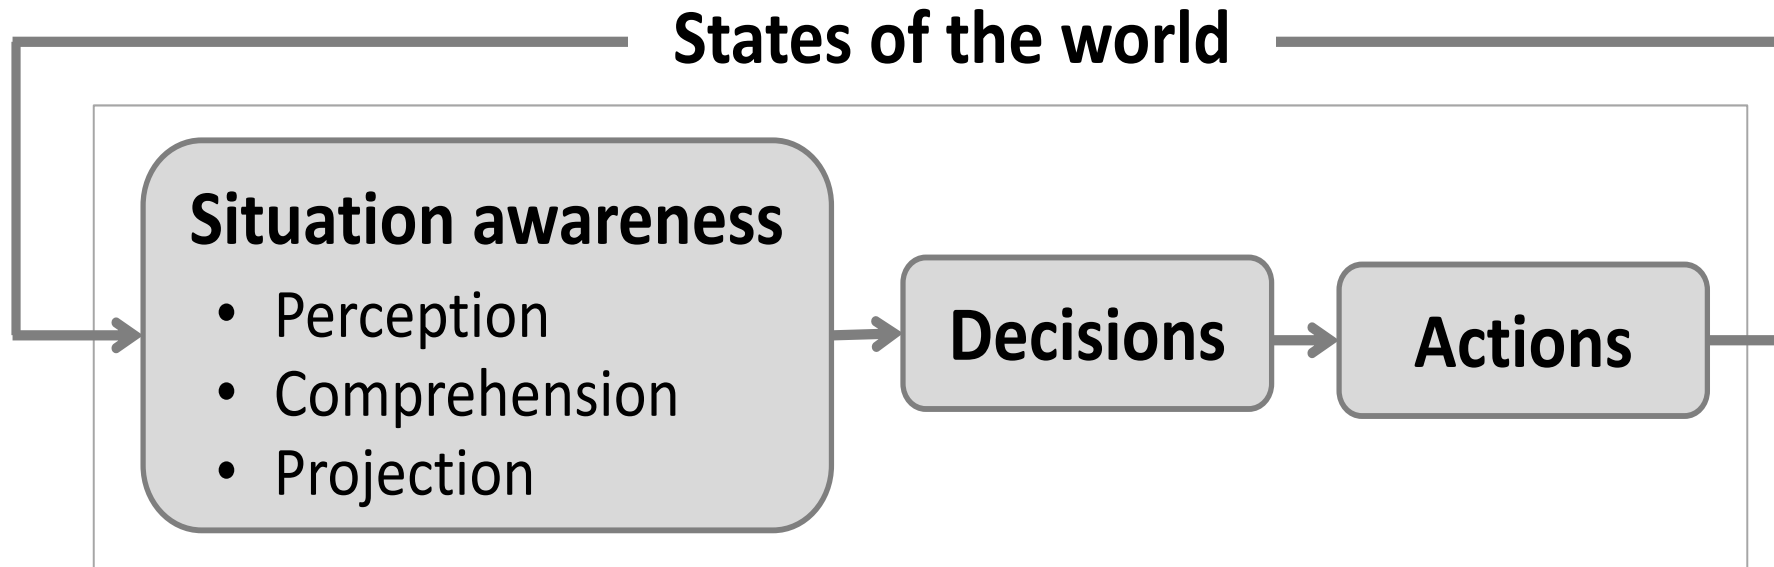 States of the world
Situation awareness
• Perception
• Comprehension
• Projection
Decisions
Actions